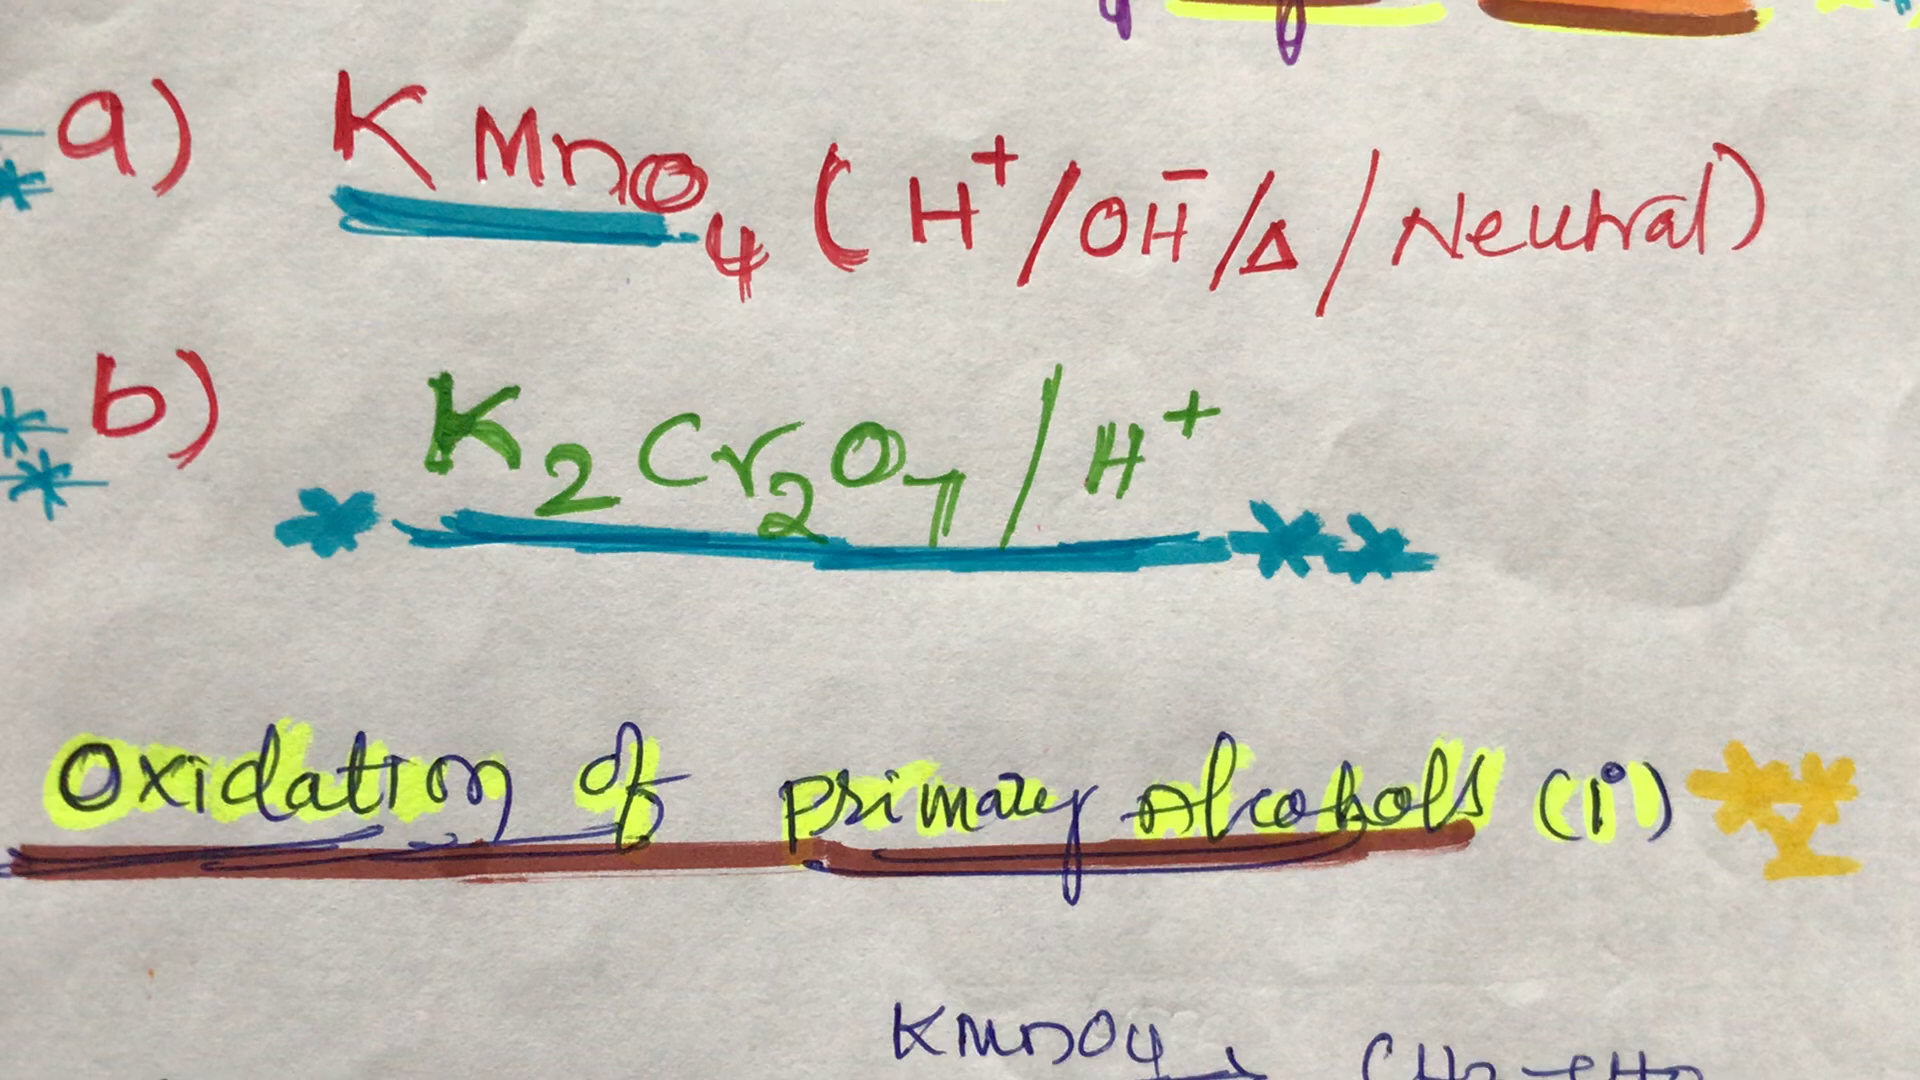 a) KMnO₄ (H⁺/OH⁻/Δ/Neutral)
b) K₂Cr₂O₇/H⁺
Oxidation of primary Alcohols (1°)
KMnO4